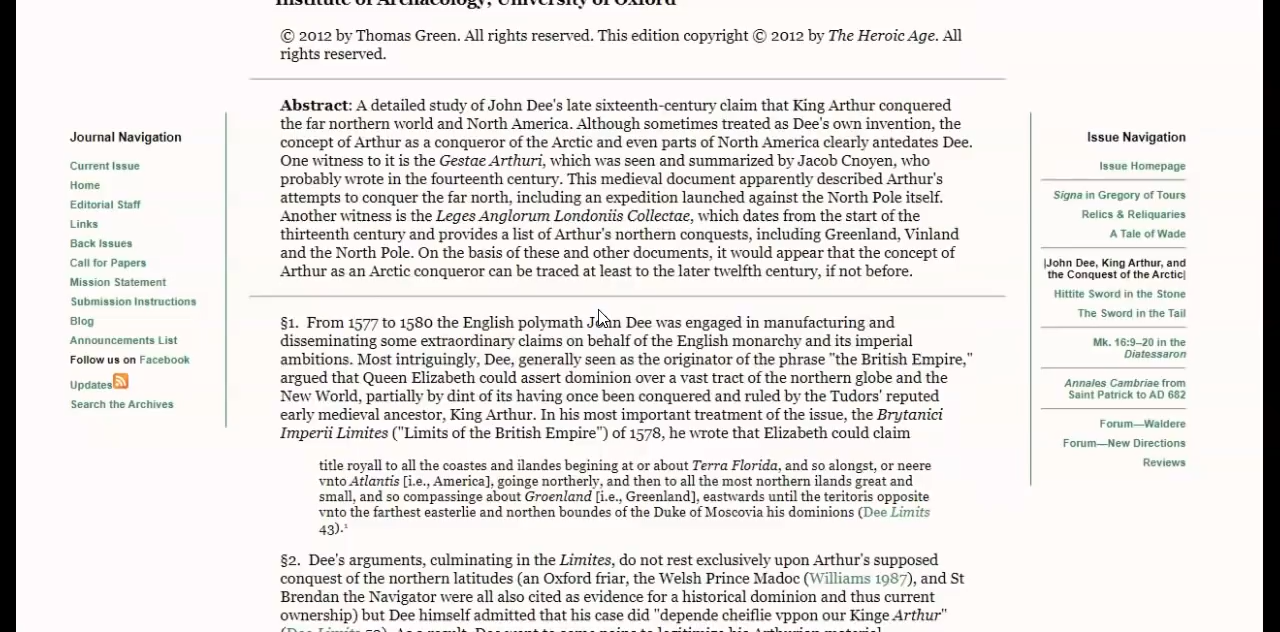 Institute of Archaeology, University of Oxford
© 2012 by Thomas Green. All rights reserved. This edition copyright © 2012 by The Heroic Age. All
rights reserved.
Abstract: A detailed study of John Dee's late sixteenth-century claim that King Arthur conquered
the far northern world and North America. Although sometimes treated as Dee's own invention, the
concept of Arthur as a conqueror of the Arctic and even parts of North America clearly antedates Dee.
One witness to it is the Gestae Arthuri, which was seen and summarized by Jacob Cnoyen, who
probably wrote in the fourteenth century. This medieval document apparently described Arthur's
attempts to conquer the far north, including an expedition launched against the North Pole itself.
Another witness is the Leges Anglorum Londoniis Collectae, which dates from the start of the
thirteenth century and provides a list of Arthur's northern conquests, including Greenland, Vinland
and the North Pole. On the basis of these and other documents, it would appear that the concept of
Arthur as an Arctic conqueror can be traced at least to the later twelfth century, if not before.
§1. From 1577 to 1580 the English polymath John Dee was engaged in manufacturing and
disseminating some extraordinary claims on behalf of the English monarchy and its imperial
ambitions. Most intriguingly, Dee, generally seen as the originator of the phrase "the British Empire,"
argued that Queen Elizabeth could assert dominion over a vast tract of the northern globe and the
New World, partially by dint of its having once been conquered and ruled by the Tudors' reputed
early medieval ancestor, King Arthur. In his most important treatment of the issue, the Brytanici
Imperii Limites ("Limits of the British Empire") of 1578, he wrote that Elizabeth could claim
title royall to all the coastes and ilandes begining at or about Terra Florida, and so alongst, or neere
vnto Atlantis [i.e., America], goinge northerly, and then to all the most northern ilands great and
small, and so compassinge about Groenland [i.e., Greenland], eastwards until the teritoris opposite
vnto the farthest easterlie and northen boundes of the Duke of Moscovia his dominions (Dee Limits
43).¹
§2. Dee's arguments, culminating in the Limites, do not rest exclusively upon Arthur's supposed
conquest of the northern latitudes (an Oxford friar, the Welsh Prince Madoc (Williams 1987), and St
Brendan the Navigator were all also cited as evidence for a historical dominion and thus current
ownership) but Dee himself admitted that his case did "depende cheiflie vppon our Kinge Arthur"
Journal Navigation
Current Issue
Home
Editorial Staff
Links
Back Issues
Call for Papers
Mission Statement
Submission Instructions
Blog
Announcements List
Follow us on Facebook
Updates
Search the Archives
Issue Navigation
Issue Homepage
Signa in Gregory of Tours
Relics & Reliquaries
A Tale of Wade
|John Dee, King Arthur, and
the Conquest of the Arctic|
Hittite Sword in the Stone
The Sword in the Tail
Mk. 16:9–20 in the
Diatessaron
Annales Cambriae from
Saint Patrick to AD 682
Forum—Waldere
Forum—New Directions
Reviews